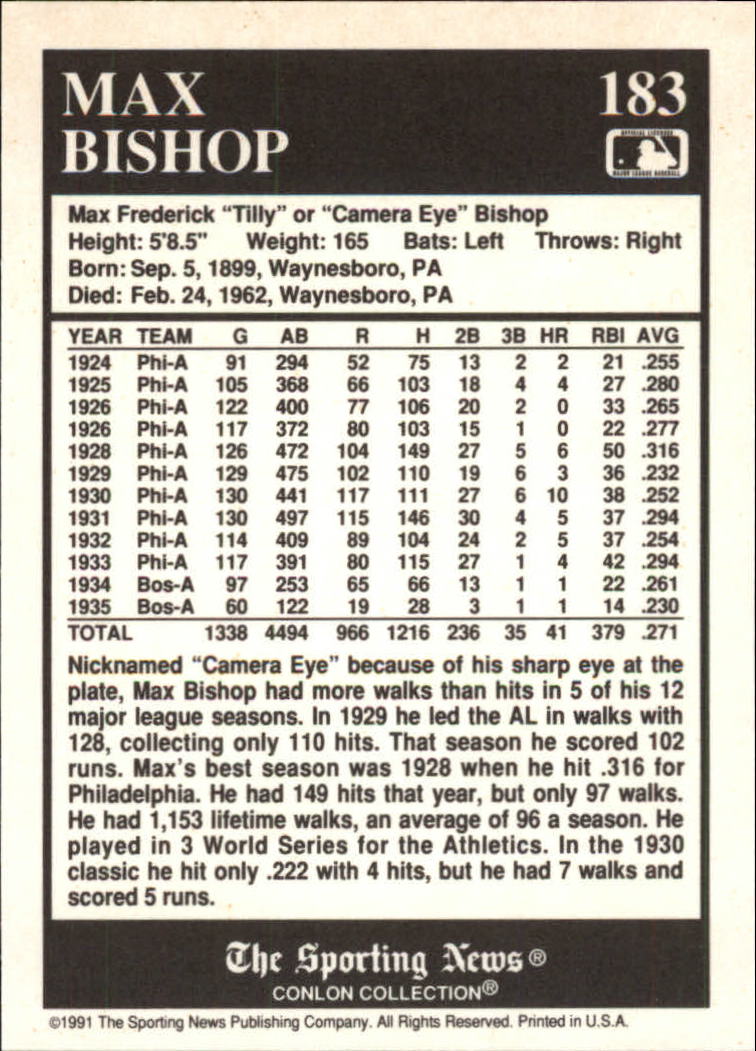 MAX
BISHOP
183
OFFICIAL LICENSEE
MAJOR LEAGUE BASEBALL
Max Frederick “Tilly” or “Camera Eye” Bishop
Height: 5'8.5" Weight: 165 Bats: Left Throws: Right
Born: Sep. 5, 1899, Waynesboro, PA
Died: Feb. 24, 1962, Waynesboro, PA
YEAR TEAM G AB R H 2B 3B HR RBI AVG
1924 Phi-A 91 294 52 75 13 2 2 21 .255
1925 Phi-A 105 368 66 103 18 4 4 27 .280
1926 Phi-A 122 400 77 106 20 2 0 33 .265
1926 Phi-A 117 372 80 103 15 1 0 22 .277
1928 Phi-A 126 472 104 149 27 5 6 50 .316
1929 Phi-A 129 475 102 110 19 6 3 36 .232
1930 Phi-A 130 441 117 111 27 6 10 38 .252
1931 Phi-A 130 497 115 146 30 4 5 37 .294
1932 Phi-A 114 409 89 104 24 2 5 37 .254
1933 Phi-A 117 391 80 115 27 1 4 42 .294
1934 Bos-A 97 253 65 66 13 1 1 22 .261
1935 Bos-A 60 122 19 28 3 1 1 14 .230
TOTAL 1338 4494 966 1216 236 35 41 379 .271
Nicknamed “Camera Eye” because of his sharp eye at the
plate, Max Bishop had more walks than hits in 5 of his 12
major league seasons. In 1929 he led the AL in walks with
128, collecting only 110 hits. That season he scored 102
runs. Max's best season was 1928 when he hit .316 for
Philadelphia. He had 149 hits that year, but only 97 walks.
He had 1,153 lifetime walks, an average of 96 a season. He
played in 3 World Series for the Athletics. In the 1930
classic he hit only .222 with 4 hits, but he had 7 walks and
scored 5 runs.
The Sporting News®
CONLON COLLECTION®
©1991 The Sporting News Publishing Company. All Rights Reserved. Printed in U.S.A.